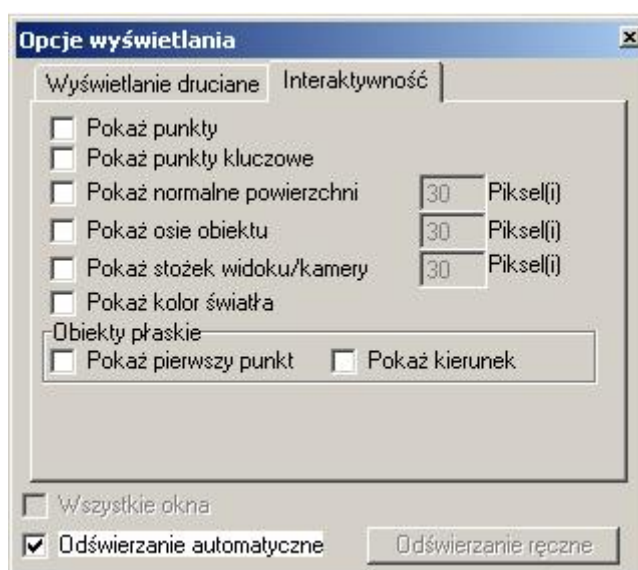 Opcje wyświetlania
Wyświetlanie druciane Interaktywność
Pokaż punkty
Pokaż punkty kluczowe
Pokaż normalne powierzchni 30 Piksel(i)
Pokaż osie obiektu 30 Piksel(i)
Pokaż stożek widoku/kamery 30 Piksel(i)
Pokaż kolor światła
Obiekty płaskie
Pokaż pierwszy punkt Pokaż kierunek
Wszystkie okna
Odświerzanie automatyczne Odświerzanie ręczne